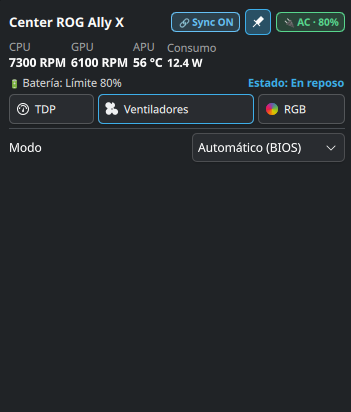 Center ROG Ally X Sync ON AC · 80%
CPU GPU APU Consumo
7300 RPM 6100 RPM 56 °C 12.4 W
Batería: Límite 80% Estado: En reposo
TDP Ventiladores RGB
Modo Automático (BIOS)